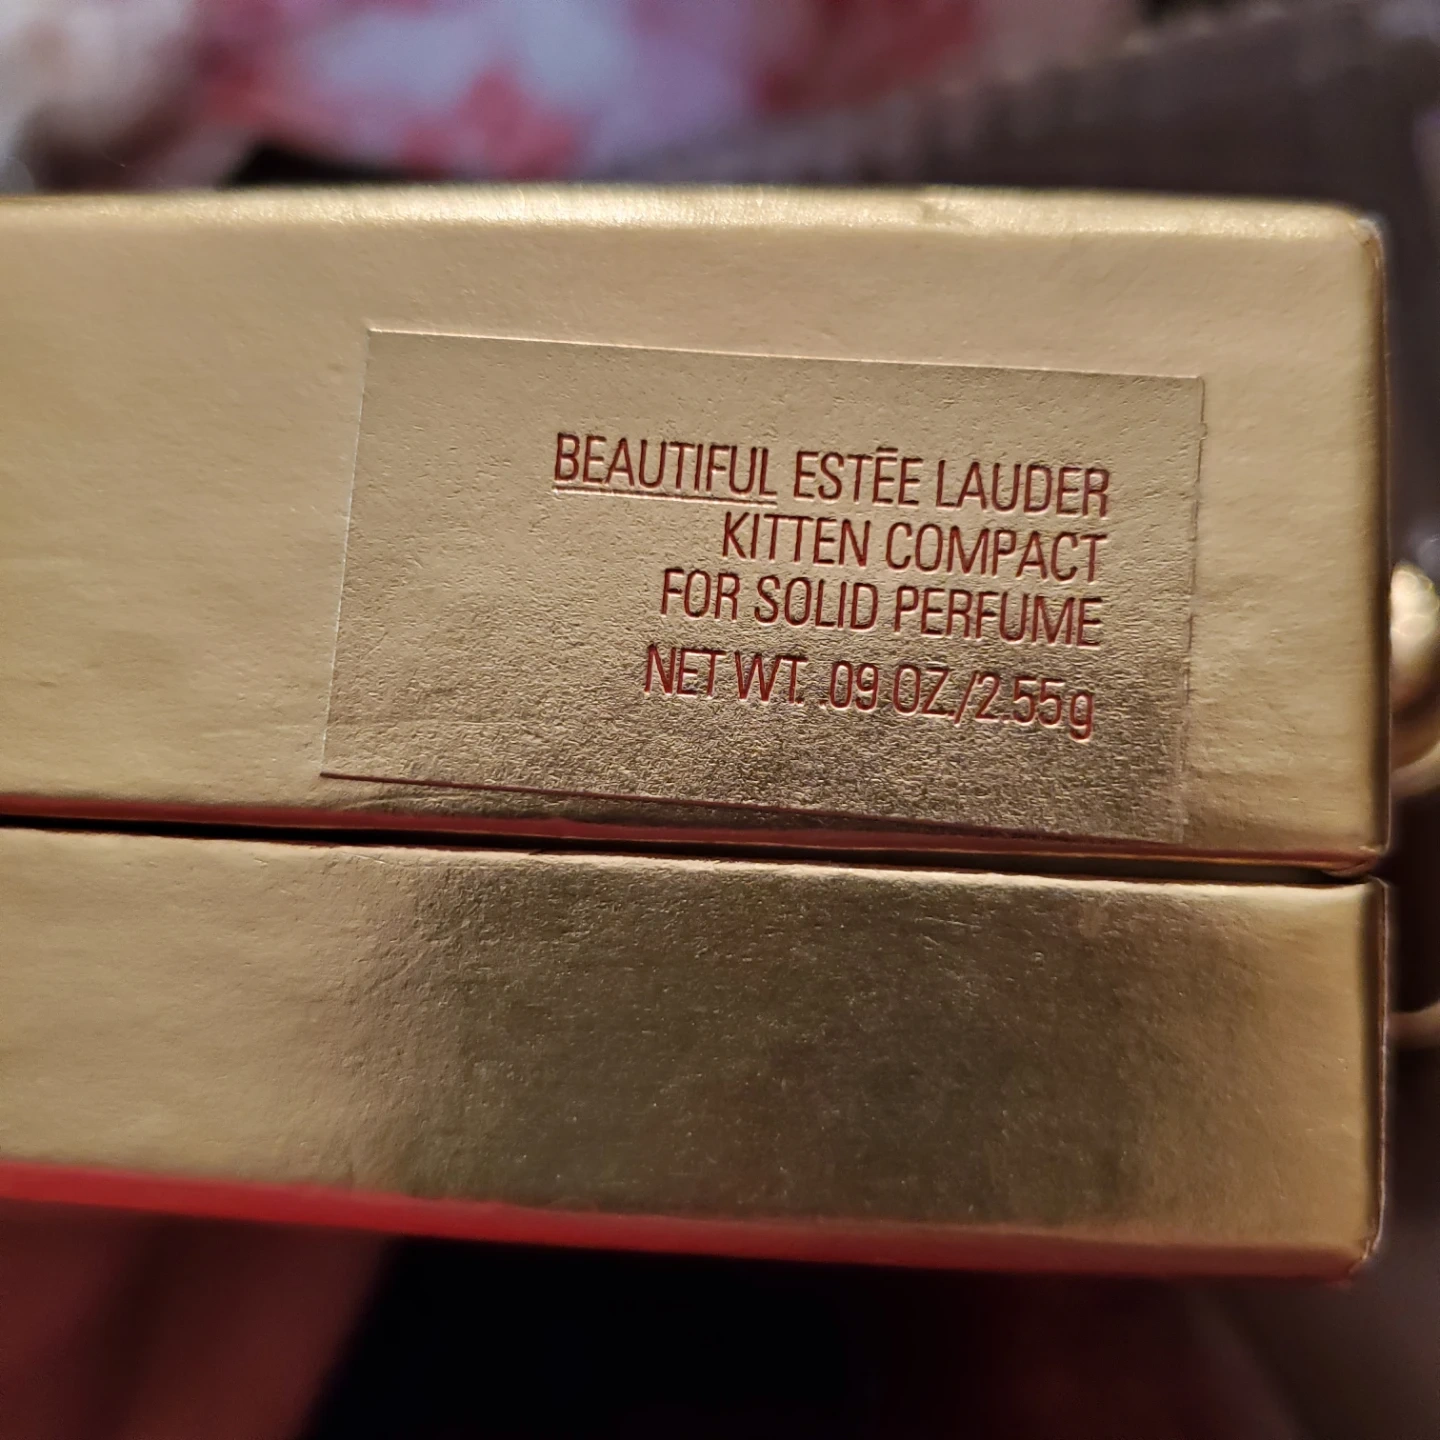 BEAUTIFUL ESTĒE LAUDER
KITTEN COMPACT
FOR SOLID PERFUME
NET WT. .09 OZ./2.55g